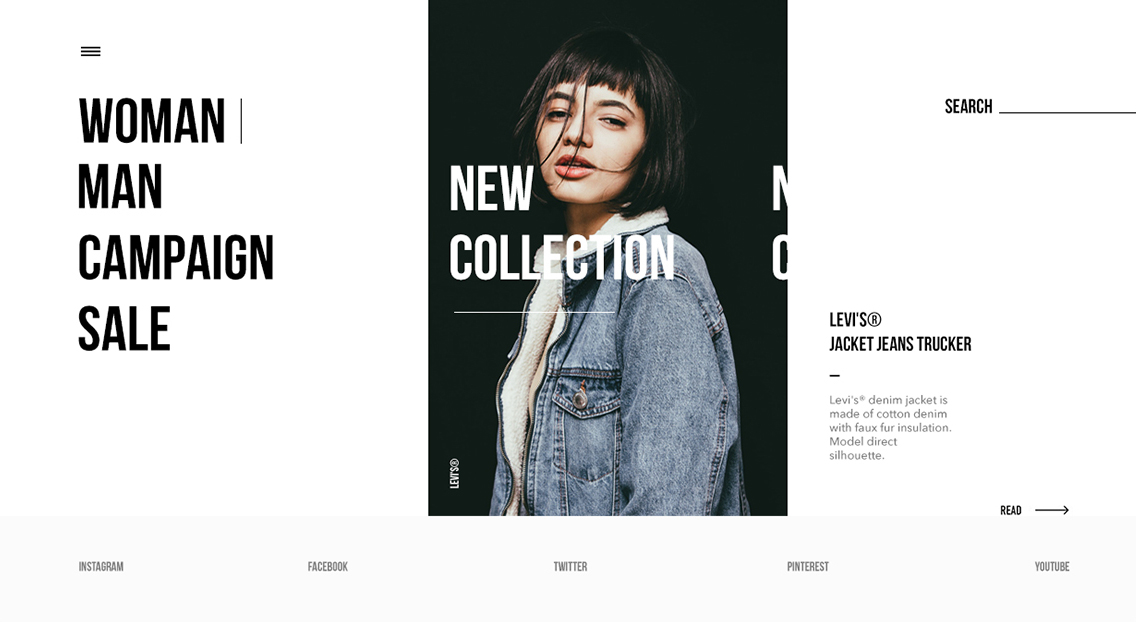 WOMAN
MAN
CAMPAIGN
SALE
NEW
COLLECTION
N
C
LEVI'S®
SEARCH
LEVI'S®
JACKET JEANS TRUCKER
Levi's® denim jacket is
made of cotton denim
with faux fur insulation.
Model direct
silhouette.
READ
INSTAGRAM
FACEBOOK
TWITTER
PINTEREST
YOUTUBE